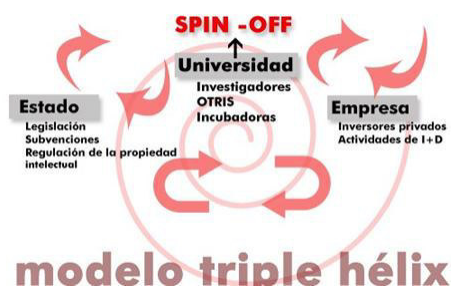 SPIN -OFF
Universidad
Investigadores
OTRIS
Incubadoras
Estado
Legislación
Subvenciones
Regulación de la propiedad
intelectual
Empresa
Inversores privados
Actividades de I+D
modelo triple hélix